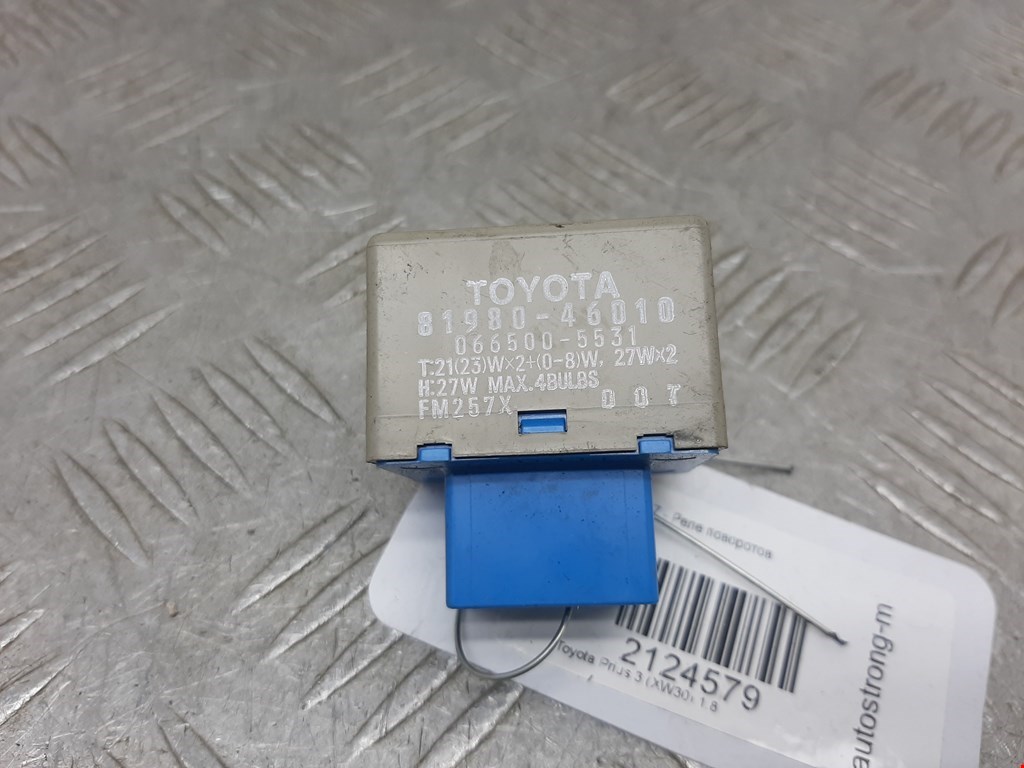 TOYOTA
81980-46010
066500-5531
T:21(23)W×2+(0-8)W, 27W×2
H:27W MAX.4BULBS
FM257X 00T
Реле поворотов
2124579
Toyota Prius 3 (XW30) 1.8
autostrong-m